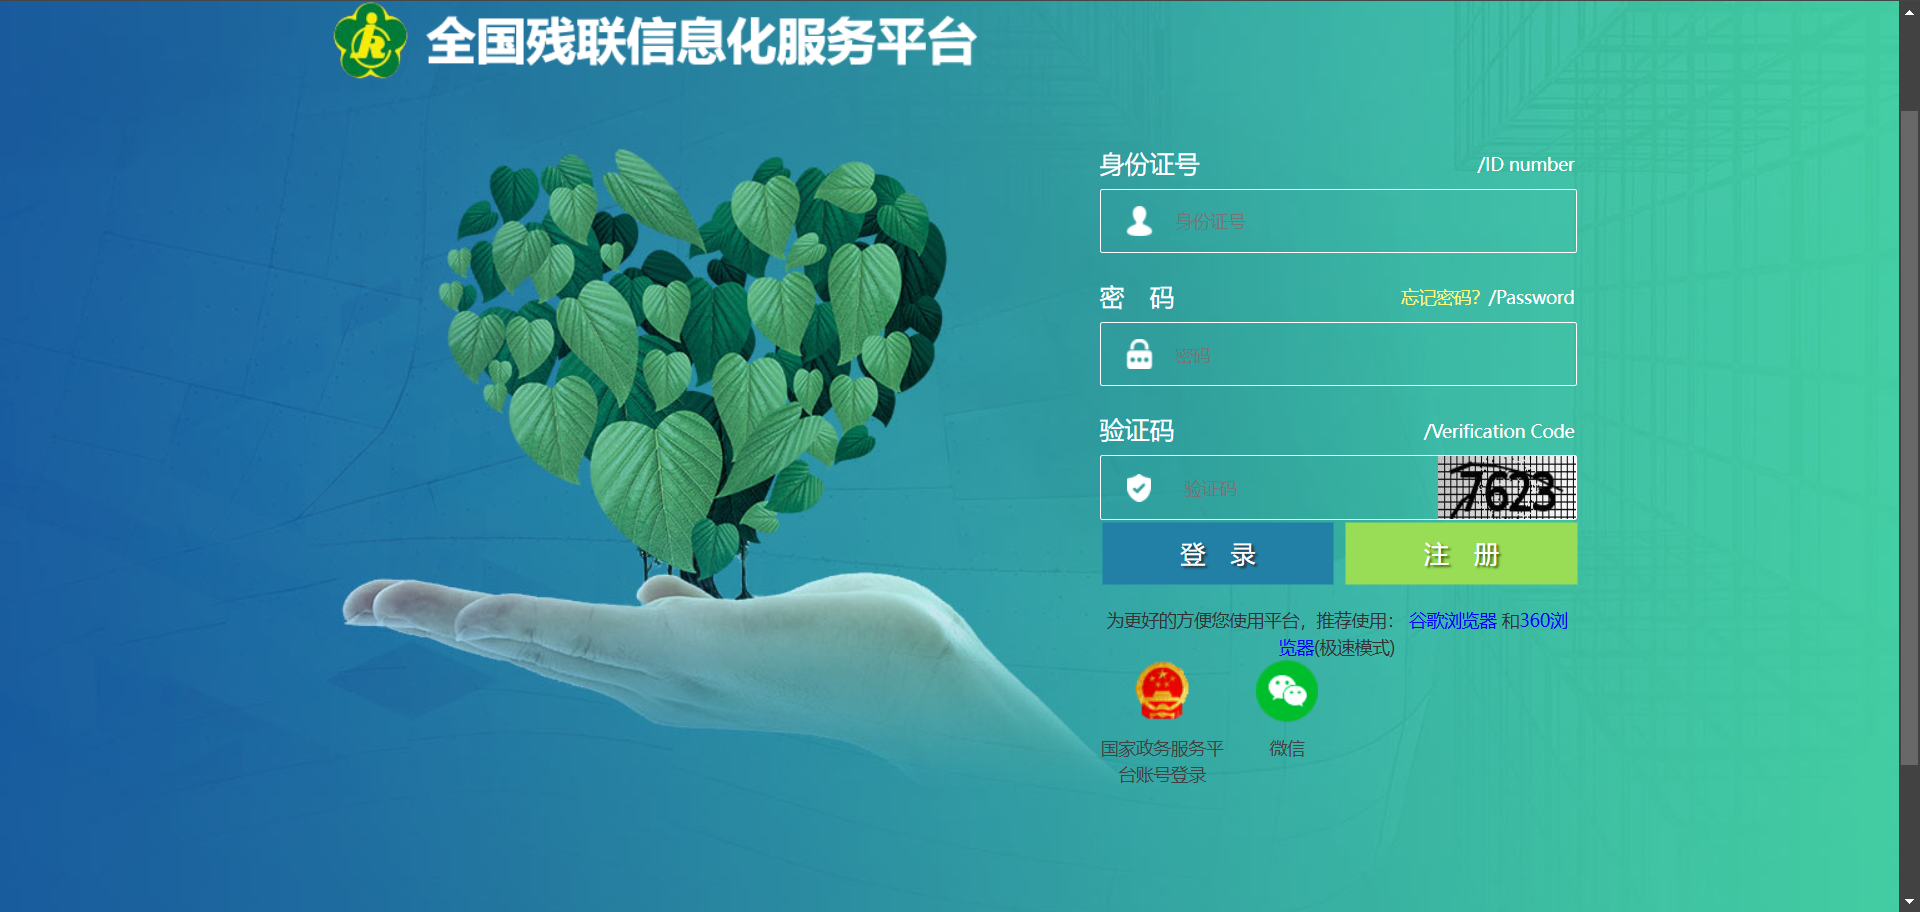 全国残联信息化服务平台
身份证号 /ID number
身份证号
密 码 忘记密码? /Password
密码
验证码 /Verification Code
验证码 7623
登 录 注 册
为更好的方便您使用平台，推荐使用： 谷歌浏览器 和360浏
览器(极速模式)
国家政务服务平
台账号登录
微信